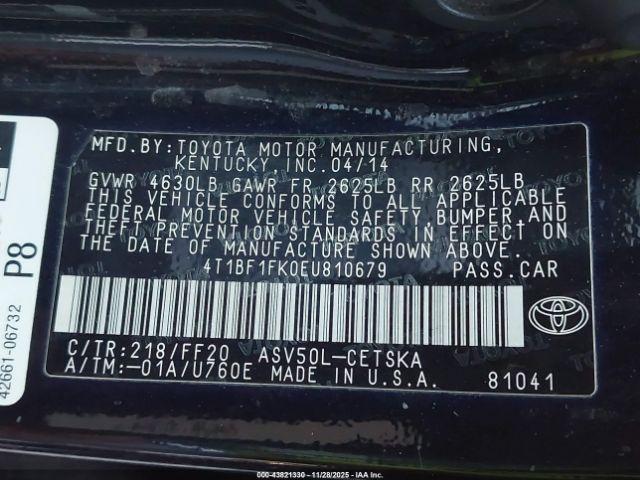 MFD.BY:TOYOTA MOTOR MANUFACTURING,
KENTUCKY,INC.04/14
GVWR 4630LB GAWR FR 2625LB RR 2625LB
THIS VEHICLE CONFORMS TO ALL APPLICABLE
FEDERAL MOTOR VEHICLE SAFETY, BUMPER,AND
THEFT PREVENTION STANDARDS IN EFFECT ON
THE DATE OF MANUFACTURE SHOWN ABOVE.
4T1BF1FK0EU810679 PASS.CAR
C/TR:218/FF20 ASV50L-CETSKA
A/TM:-01A/U760E MADE IN U.S.A. 81041
P8
42661-06732
000-43821330 - 11/28/2025 - IAA Inc.